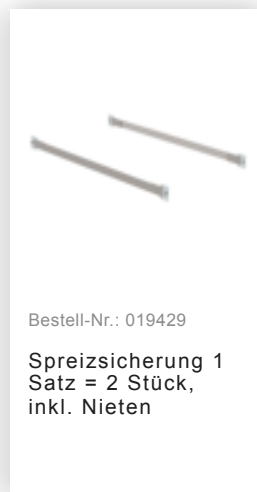 Bestell-Nr.: 019429
Spreizsicherung 1
Satz = 2 Stück,
inkl. Nieten